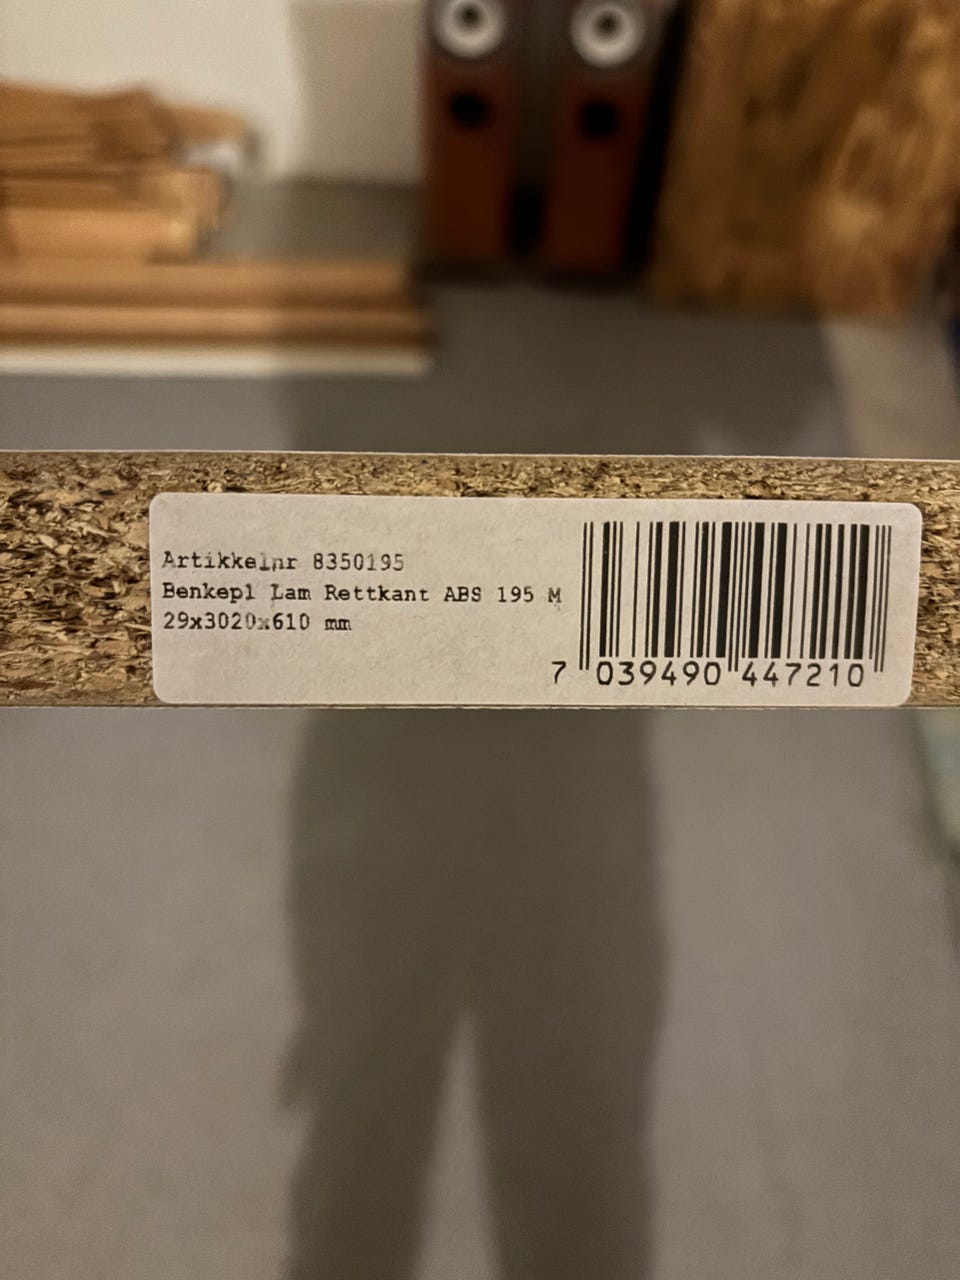 Artikkelnr 8350195
Benkepl Lam Rettkant ABS 195 M
29x3020x610 mm
7 039490 447210